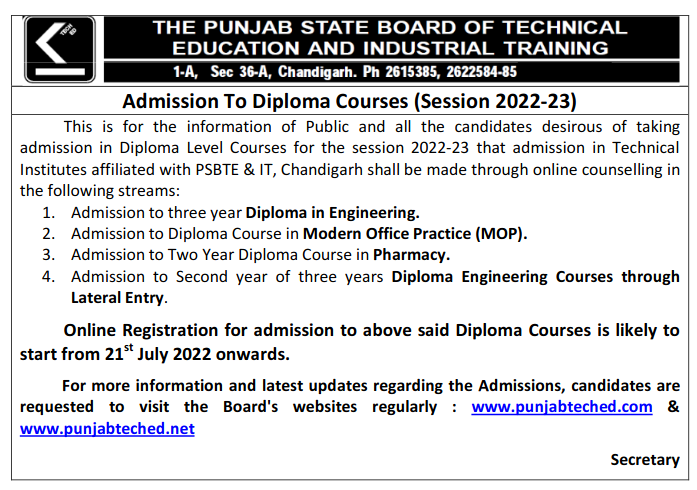 TECH ED
THE PUNJAB STATE BOARD OF TECHNICAL
EDUCATION AND INDUSTRIAL TRAINING
1-A, Sec 36-A, Chandigarh. Ph 2615385, 2622584-85
Admission To Diploma Courses (Session 2022-23)
This is for the information of Public and all the candidates desirous of taking
admission in Diploma Level Courses for the session 2022-23 that admission in Technical
Institutes affiliated with PSBTE & IT, Chandigarh shall be made through online counselling in
the following streams:
1. Admission to three year Diploma in Engineering.
2. Admission to Diploma Course in Modern Office Practice (MOP).
3. Admission to Two Year Diploma Course in Pharmacy.
4. Admission to Second year of three years Diploma Engineering Courses through
Lateral Entry.
Online Registration for admission to above said Diploma Courses is likely to
start from 21st July 2022 onwards.
For more information and latest updates regarding the Admissions, candidates are
requested to visit the Board's websites regularly : www.punjabteched.com &
www.punjabteched.net
Secretary